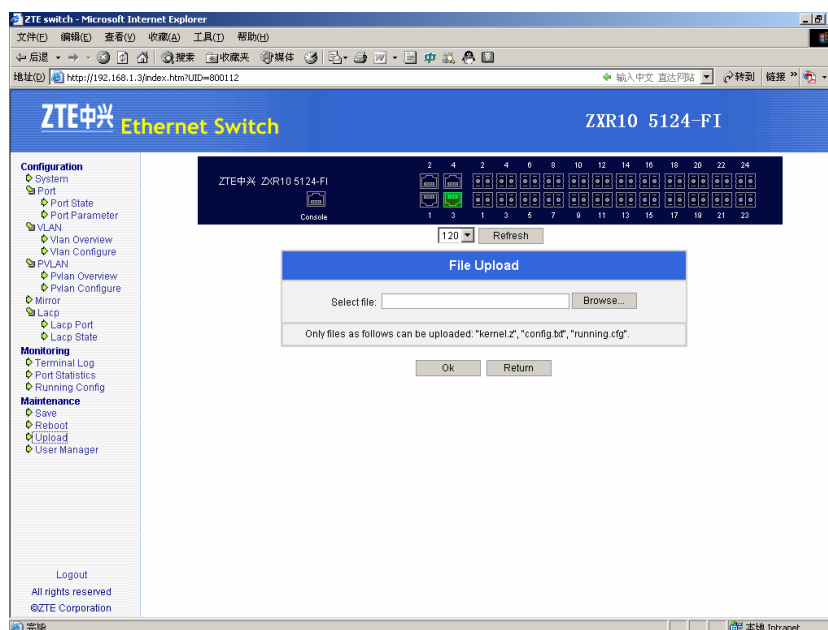 ZTE switch - Microsoft Internet Explorer
文件(F) 编辑(E) 查看(V) 收藏(A) 工具(T) 帮助(H)
后退 搜索 收藏夹 媒体
地址(D) http://192.168.1.3/index.htm?UID=800112 输入中文 直达网站 转到 链接 »
ZTE中兴 Ethernet Switch
ZXR10 5124-FI
Configuration
System
Port
Port State
Port Parameter
VLAN
Vlan Overview
Vlan Configure
PVLAN
Pvlan Overview
Pvlan Configure
Mirror
Lacp
Lacp Port
Lacp State
Monitoring
Terminal Log
Port Statistics
Running Config
Maintenance
Save
Reboot
Upload
User Manager
Logout
All rights reserved
©ZTE Corporation
2 4 2 4 6 8 10 12 14 16 18 20 22 24
ZTE中兴 ZXR10 5124-FI
Console
1 3 1 3 5 7 9 11 13 15 17 19 21 23
120 Refresh
File Upload
Select file: Browse...
Only files as follows can be uploaded: "kernel.z", "config.txt", "running.cfg".
Ok Return
完毕
本地 Intranet